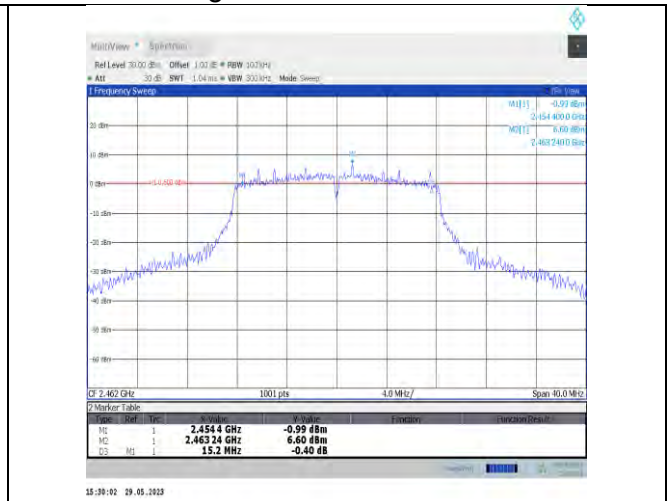 MultiView Spectrum
Ref Level 30.00 dBm Offset 1.00 dB RBW 100 kHz
Att 30 dB SWT 1.04 ms VBW 300 kHz Mode Sweep
1 Frequency Sweep
M1[1] -0.99 dBm
2.454 400 0 GHz
M2[1] 6.60 dBm
2.463 240 0 GHz
20 dBm
10 dBm
0 dBm
-10 dBm
-20 dBm
-30 dBm
-40 dBm
-50 dBm
-60 dBm
CF 2.462 GHz 1001 pts 4.0 MHz/ Span 40.0 MHz
2 Marker Table
Type Ref Trc X-Value Y-Value Function Function Result
M1 1 2.454 4 GHz -0.99 dBm
M2 1 2.463 24 GHz 6.60 dBm
D3 M1 1 15.2 MHz -0.40 dB
15:30:02 29.05.2023